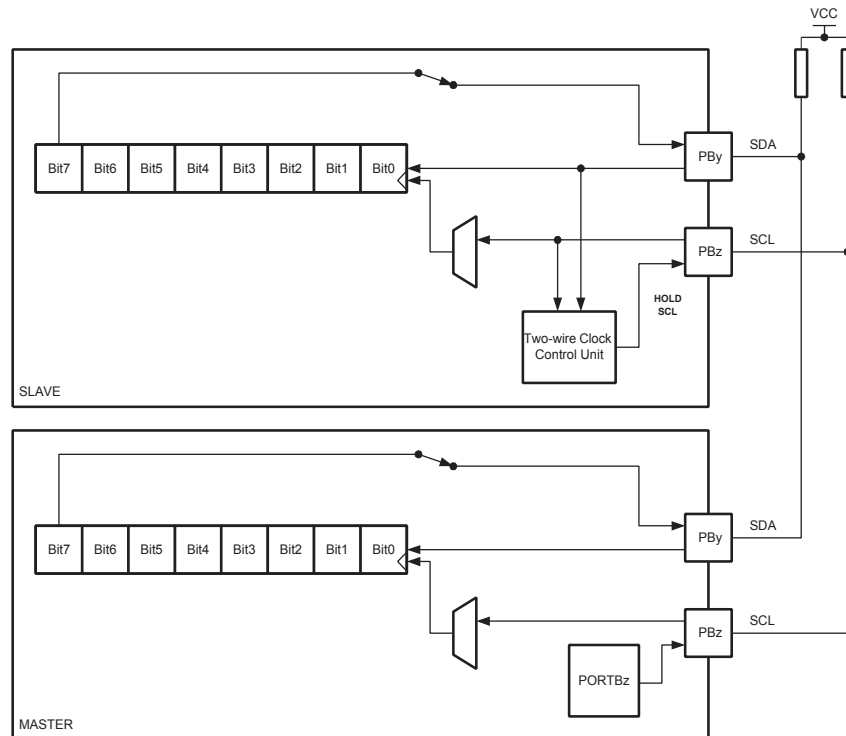 VCC
Bit7 Bit6 Bit5 Bit4 Bit3 Bit2 Bit1 Bit0
PBy
SDA
PBz
SCL
HOLD
SCL
Two-wire Clock
Control Unit
SLAVE
Bit7 Bit6 Bit5 Bit4 Bit3 Bit2 Bit1 Bit0
PBy
SDA
PBz
SCL
PORTBz
MASTER